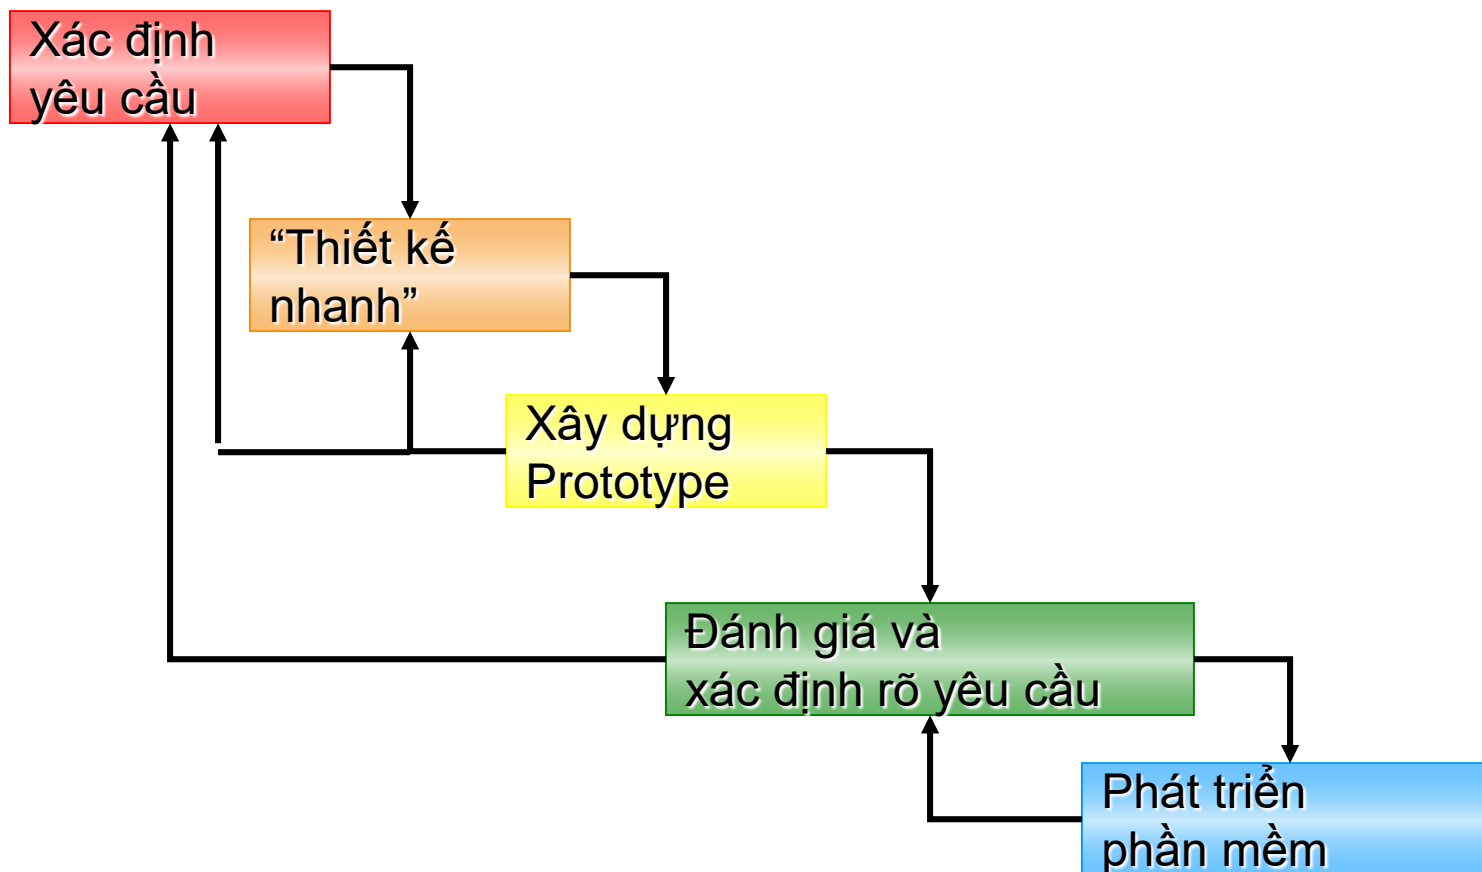 Xác định
yêu cầu
“Thiết kế
nhanh”
Xây dựng
Prototype
Đánh giá và
xác định rõ yêu cầu
Phát triển
phần mềm